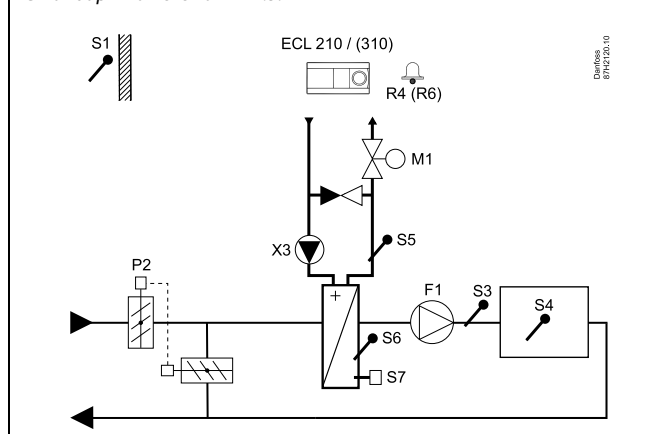 S1
ECL 210 / (310)
R4 (R6)
Danfoss
87H2120.10
M1
X3
S5
P2
F1
S3
S4
+
S6
S7